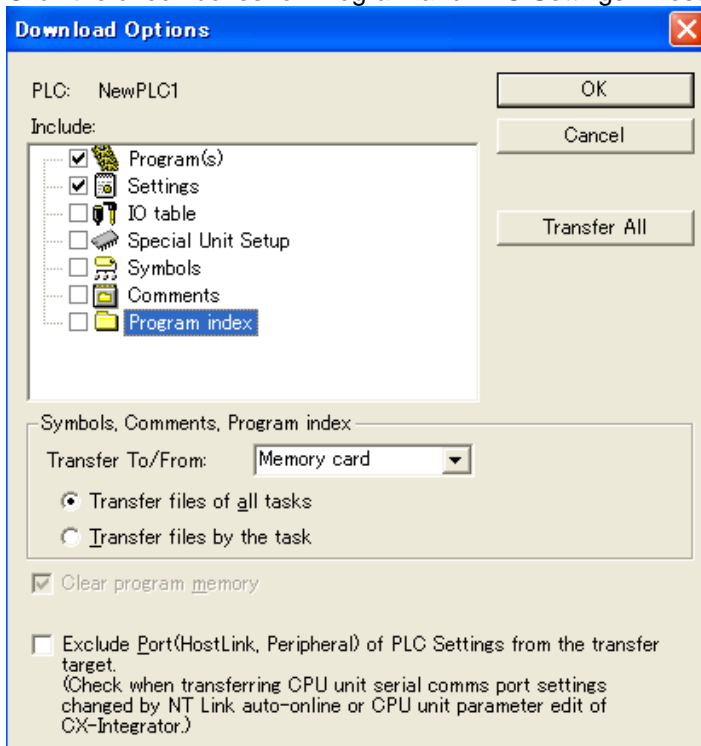 Download Options
PLC: NewPLC1
OK
Include:
Cancel
Program(s)
Settings
IO table
Transfer All
Special Unit Setup
Symbols
Comments
Program index
Symbols, Comments, Program index
Transfer To/From: Memory card
Transfer files of all tasks
Transfer files by the task
Clear program memory
Exclude Port(HostLink, Peripheral) of PLC Settings from the transfer
target.
(Check when transferring CPU unit serial comms port settings
changed by NT Link auto-online or CPU unit parameter edit of
CX-Integrator.)